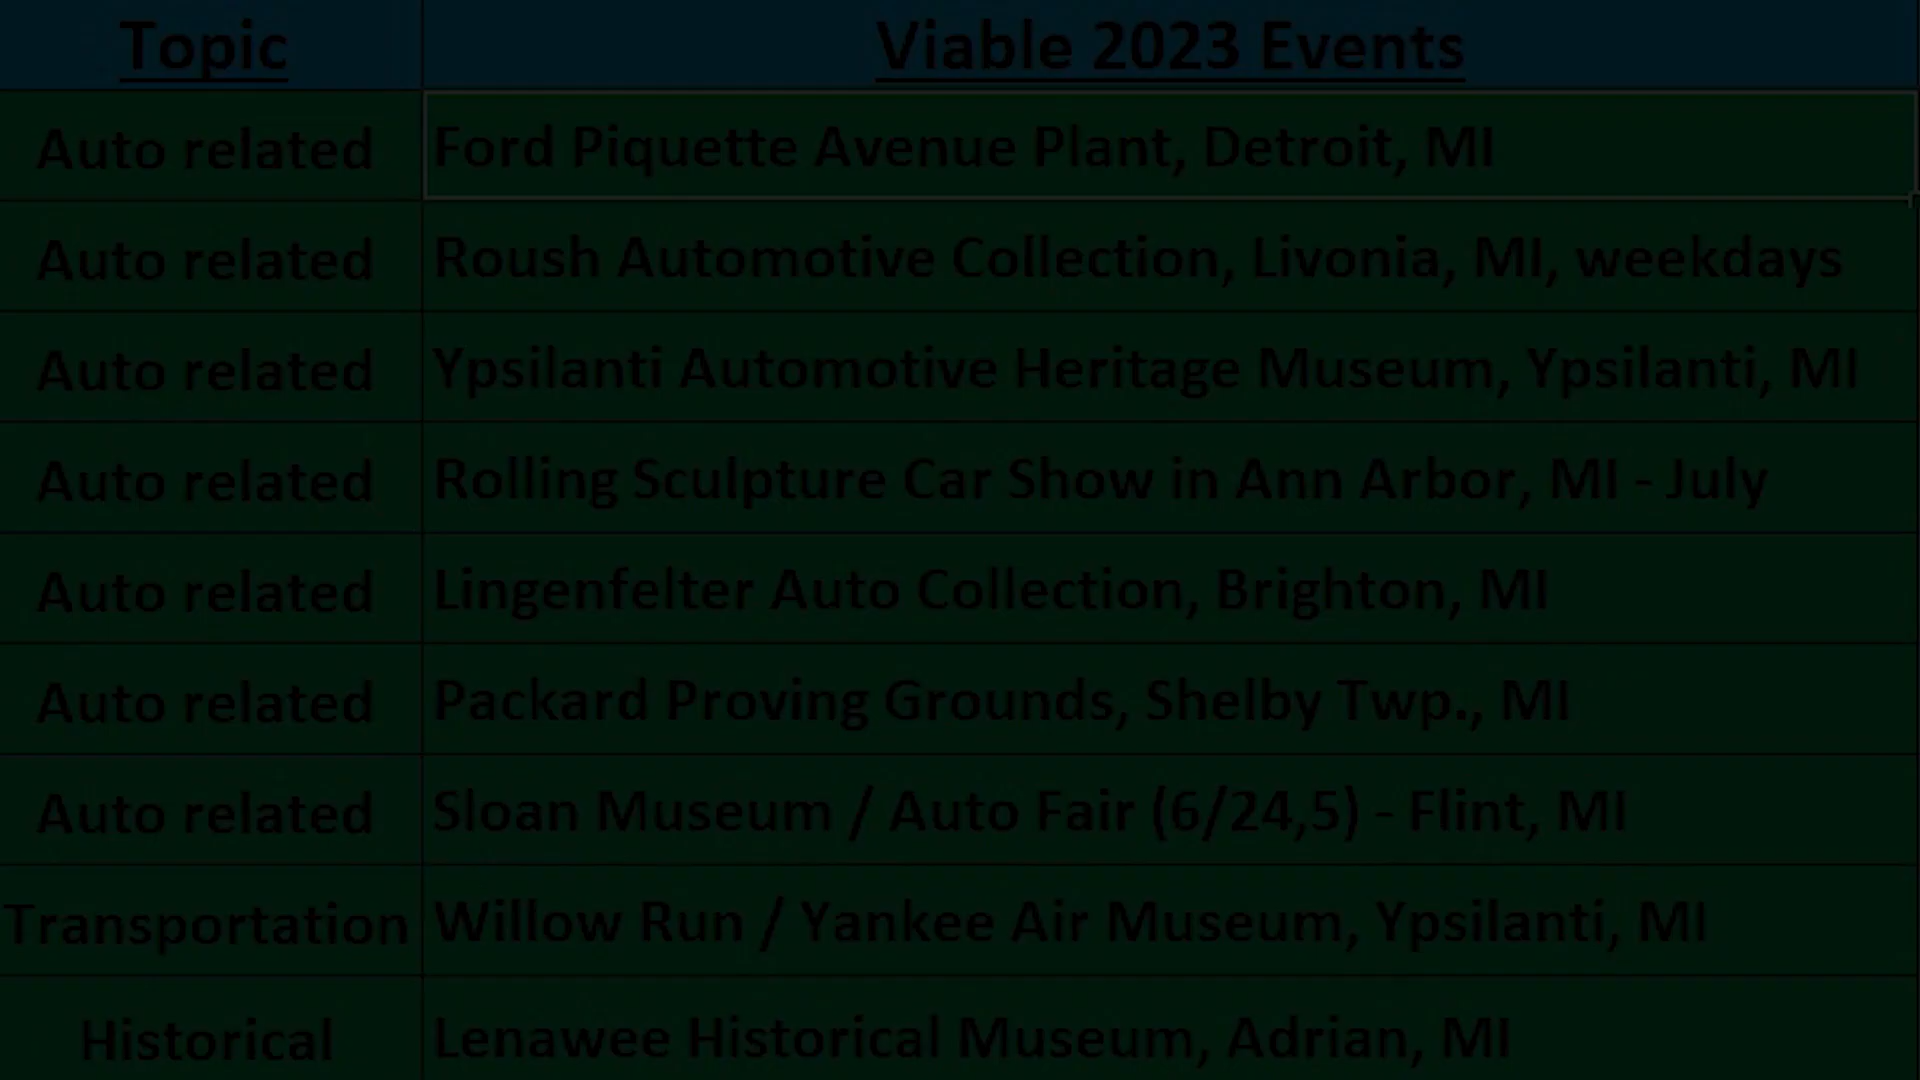 Topic Viable 2023 Events
Auto related Ford Piquette Avenue Plant, Detroit, MI
Auto related Roush Automotive Collection, Livonia, MI, weekdays
Auto related Ypsilanti Automotive Heritage Museum, Ypsilanti, MI
Auto related Rolling Sculpture Car Show in Ann Arbor, MI - July
Auto related Lingenfelter Auto Collection, Brighton, MI
Auto related Packard Proving Grounds, Shelby Twp., MI
Auto related Sloan Museum / Auto Fair (6/24,5) - Flint, MI
Transportation Willow Run / Yankee Air Museum, Ypsilanti, MI
Historical Lenawee Historical Museum, Adrian, MI